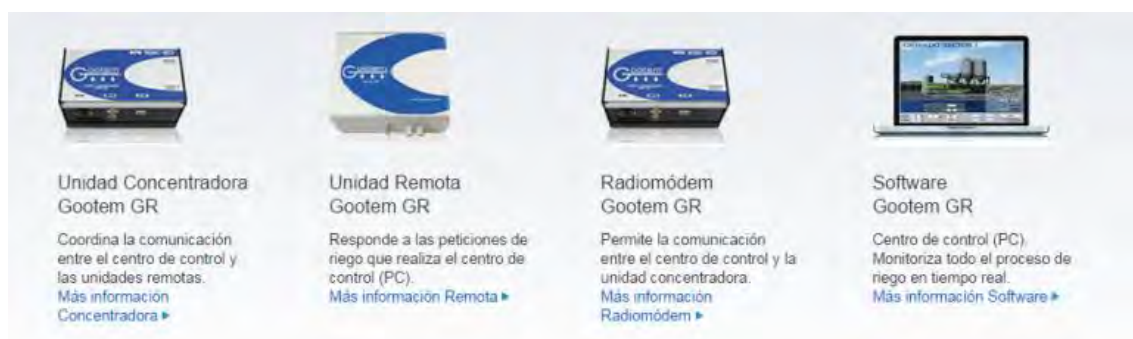 Gootem
Gootem
Gootem
Unidad Concentradora
Gootem GR
Coordina la comunicación
entre el centro de control y
las unidades remotas.
Más información
Concentradora
Unidad Remota
Gootem GR
Responde a las peticiones de
riego que realiza el centro de
control (PC).
Más información Remota
Radiomódem
Gootem GR
Permite la comunicación
entre el centro de control y la
unidad concentradora.
Más información
Radiomódem
Software
Gootem GR
Centro de control (PC).
Monitoriza todo el proceso de
riego en tiempo real.
Más información Software